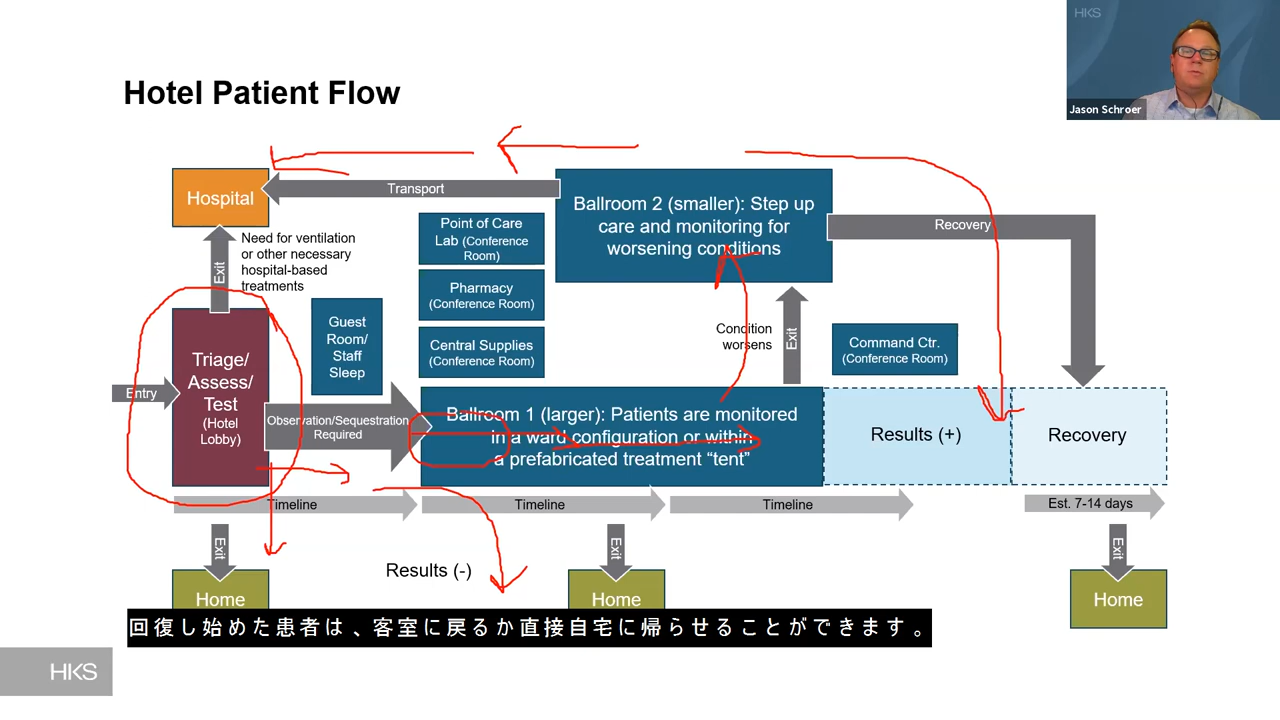 HKS
Jason Schroer
Hotel Patient Flow
Hospital
Transport
Ballroom 2 (smaller): Step up
care and monitoring for
worsening conditions
Recovery
Need for ventilation
or other necessary
hospital-based
treatments
Exit
Point of Care
Lab (Conference
Room)
Pharmacy
(Conference Room)
Central Supplies
(Conference Room)
Guest
Room/
Staff
Sleep
Condition
worsens
Exit
Command Ctr.
(Conference Room)
Entry
Triage/
Assess/
Test
(Hotel
Lobby)
Observation/Sequestration
Required
Ballroom 1 (larger): Patients are monitored
in a ward configuration or within
a prefabricated treatment “tent”
Results (+)
Recovery
Timeline
Timeline
Timeline
Est. 7-14 days
Exit
Exit
Exit
Results (-)
Home
Home
Home
回復し始めた患者は、客室に戻るか直接自宅に帰らせることができます。
HKS